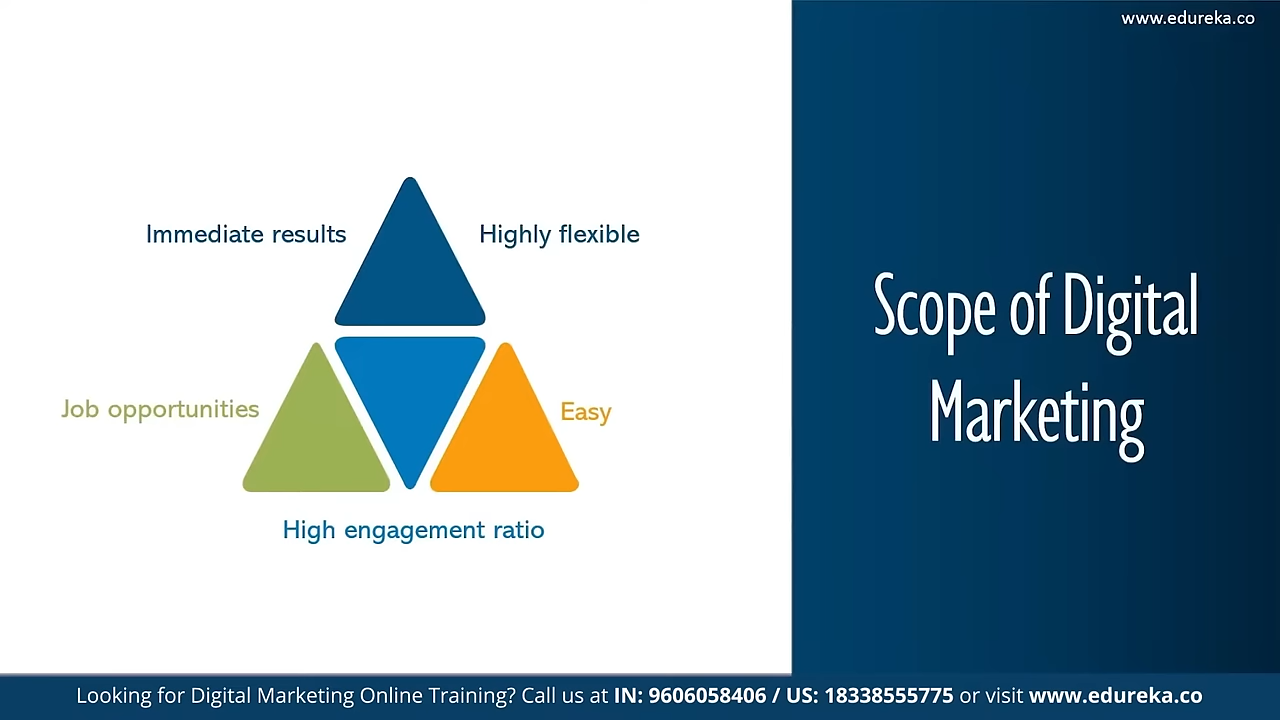 www.edureka.co
Immediate results
Highly flexible
Job opportunities
Easy
High engagement ratio
Scope of Digital
Marketing
Looking for Digital Marketing Online Training? Call us at IN: 9606058406 / US: 18338555775 or visit www.edureka.co